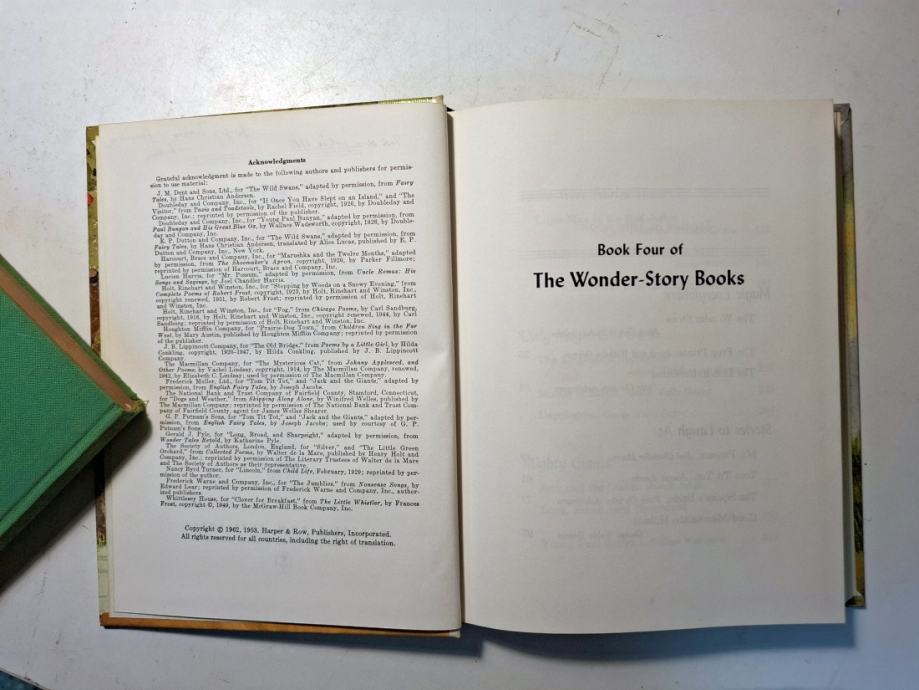 Acknowledgments
Grateful acknowledgment is made to the following authors and publishers for permis-
sion to use material:
J. M. Dent and Sons, Ltd., for "The Wild Swans," adapted by permission, from Fairy
Tales, by Hans Christian Andersen.
Doubleday and Company, Inc., for "If Once You Have Slept on an Island," and "The
Visitor," from Taxis and Toadstools, by Rachel Field, copyright, 1926, by Doubleday and
Company, Inc.; reprinted by permission of the publisher.
Doubleday and Company, Inc., for "Young Paul Bunyan," adapted by permission, from
Paul Bunyan and His Great Blue Ox, by Wallace Wadsworth, copyright, 1926, by Double-
day and Company, Inc.
E. P. Dutton and Company, Inc., for "The Wild Swans," adapted by permission, from
Fairy Tales, by Hans Christian Andersen, translated by Alice Lucas, published by E. P.
Dutton and Company, Inc., New York.
Harcourt, Brace and Company, Inc., for "Marushka and the Twelve Months," adapted
by permission, from The Shoemaker's Apron, copyright, 1920, by Parker Fillmore;
reprinted by permission of Harcourt, Brace and Company, Inc.
Lucien Harris, for "Mr. Possum," adapted by permission, from Uncle Remus: His
Songs and Sayings, by Joel Chandler Harris.
Holt, Rinehart and Winston, Inc., for "Stopping by Woods on a Snowy Evening," from
Complete Poems of Robert Frost, copyright, 1923, by Holt, Rinehart and Winston, Inc.,
copyright renewed, 1951, by Robert Frost; reprinted by permission of Holt, Rinehart
and Winston, Inc.
Holt, Rinehart and Winston, Inc., for "Fog," from Chicago Poems, by Carl Sandburg,
copyright, 1916, by Holt, Rinehart and Winston, Inc., copyright renewed, 1944, by Carl
Sandburg; reprinted by permission of Holt, Rinehart and Winston, Inc.
Houghton Mifflin Company, for "Prairie-Dog Town," from Children Sing in the Far
West, by Mary Austin, published by Houghton Mifflin Company; reprinted by permission
of the publisher.
J. B. Lippincott Company, for "The Old Bridge," from Poems by a Little Girl, by Hilda
Conkling, copyright, 1920-1947, by Hilda Conkling, published by J. B. Lippincott
Company.
The Macmillan Company, for "The Mysterious Cat," from Johnny Appleseed, and
Other Poems, by Vachel Lindsay, copyright, 1914, by The Macmillan Company, renewed,
1942, by Elizabeth C. Lindsay; used by permission of The Macmillan Company.
Frederick Muller, Ltd., for "Tom Tit Tot," and "Jack and the Giants," adapted by
permission, from English Fairy Tales, by Joseph Jacobs.
The National Bank and Trust Company of Fairfield County, Stamford, Connecticut,
for "Dogs and Weather," from Skipping Along Alone, by Winifred Welles, published by
The Macmillan Company; reprinted by permission of The National Bank and Trust Com-
pany of Fairfield County, agent for James Welles Shearer.
G. P. Putnam's Sons, for "Tom Tit Tot," and "Jack and the Giants," adapted by per-
mission, from English Fairy Tales, by Joseph Jacobs; used by courtesy of G. P.
Putnam's Sons.
Gerald J. Pyle, for "Long, Broad, and Sharpsight," adapted by permission, from
Wonder Tales Retold, by Katharine Pyle.
The Society of Authors, London, England, for "Silver," and "The Little Green
Orchard," from Collected Poems, by Walter de la Mare, published by Henry Holt and
Company, Inc.; reprinted by permission of The Literary Trustees of Walter de la Mare
and The Society of Authors as their representative.
Nancy Byrd Turner, for "Lincoln," from Child Life, February, 1929; reprinted by per-
mission of the author.
Frederick Warne and Company, Inc., for "The Jumblies," from Nonsense Songs, by
Edward Lear; reprinted by permission of Frederick Warne and Company, Inc., author-
ized publishers.
Whittlesey House, for "Clover for Breakfast," from The Little Whistler, by Frances
Frost, copyright ©, 1949, by the McGraw-Hill Book Company, Inc.
Copyright © 1962, 1953. Harper & Row, Publishers, Incorporated.
All rights reserved for all countries, including the right of translation.
Book Four of
The Wonder-Story Books